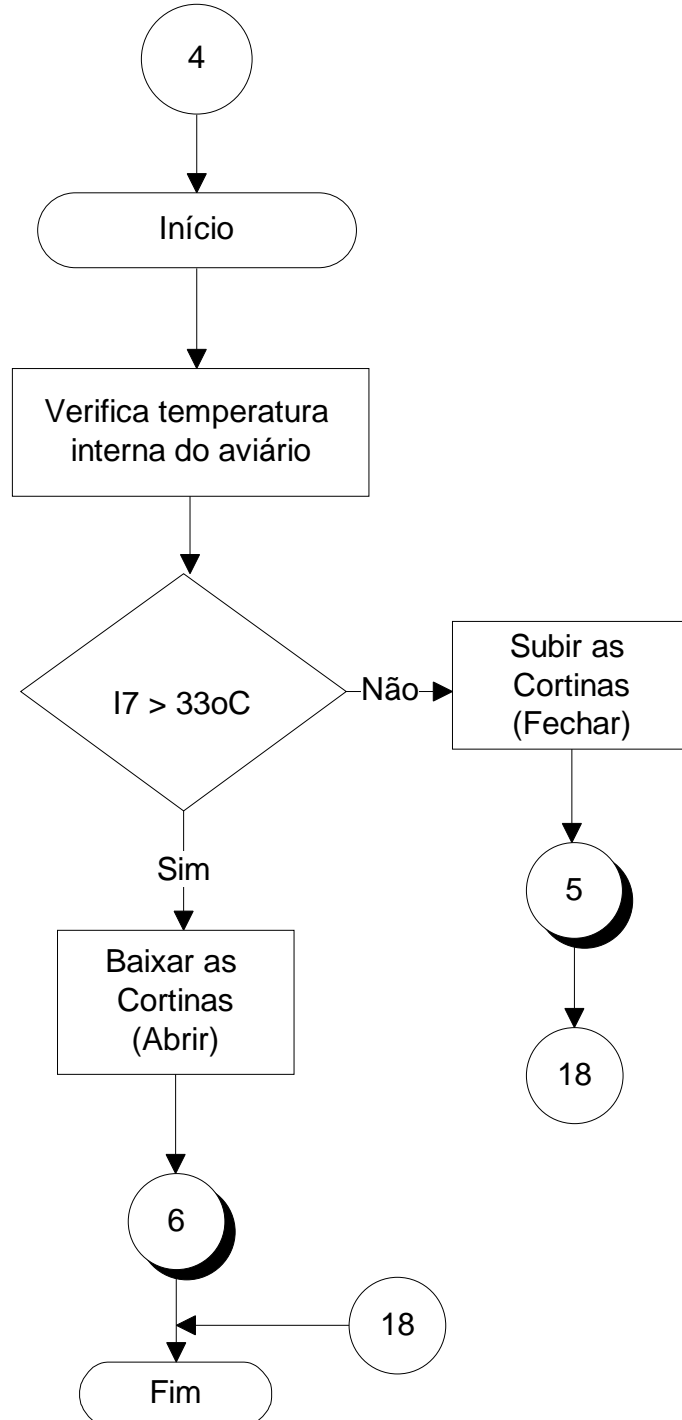 4
Início
Verifica temperatura
interna do aviário
I7 > 33oC
Não
Subir as
Cortinas
(Fechar)
5
18
Sim
Baixar as
Cortinas
(Abrir)
6
18
Fim